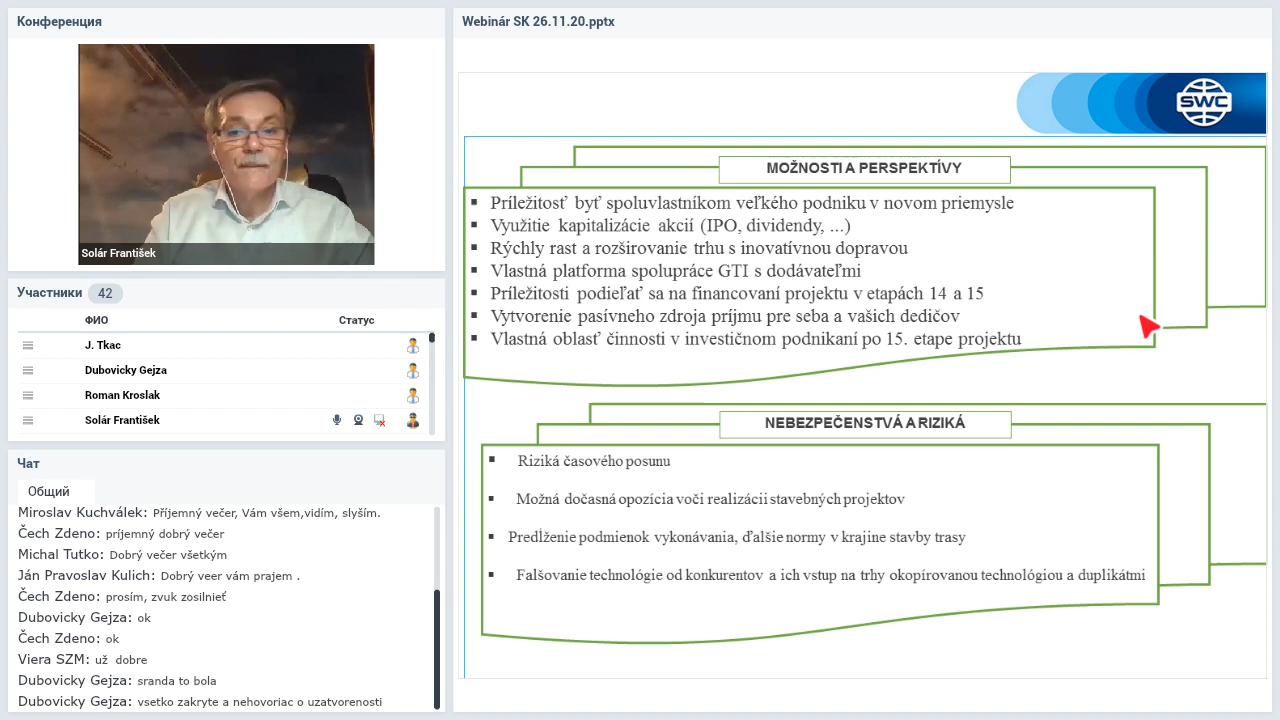 Конференция
Solár František
Участники 42
ФИО Статус
J. Tkac
Dubovicky Gejza
Roman Kroslak
Solár František
Чат
Общий
Miroslav Kuchválek: Příjemný večer, Vám všem,vidím, slyším.
Čech Zdeno: príjemný dobrý večer
Michal Tutko: Dobrý večer všetkým
Ján Pravoslav Kulich: Dobrý veer vám prajem .
Čech Zdeno: prosím, zvuk zosilnieť
Dubovicky Gejza: ok
Čech Zdeno: ok
Viera SZM: už dobre
Dubovicky Gejza: sranda to bola
Dubovicky Gejza: vsetko zakryte a nehovoriac o uzatvorenosti
Webinár SK 26.11.20.pptx
SWC
MOŽNOSTI A PERSPEKTÍVY
▪ Príležitosť byť spoluvlastníkom veľkého podniku v novom priemysle
▪ Využitie kapitalizácie akcií (IPO, dividendy, ...)
▪ Rýchly rast a rozširovanie trhu s inovatívnou dopravou
▪ Vlastná platforma spolupráce GTI s dodávateľmi
▪ Príležitosti podieľať sa na financovaní projektu v etapách 14 a 15
▪ Vytvorenie pasívneho zdroja príjmu pre seba a vašich dedičov
▪ Vlastná oblasť činnosti v investičnom podnikaní po 15. etape projektu
NEBEZPEČENSTVÁ A RIZIKÁ
▪ Riziká časového posunu
▪ Možná dočasná opozícia voči realizácii stavebných projektov
▪ Predĺženie podmienok vykonávania, ďalšie normy v krajine stavby trasy
▪ Falšovanie technológie od konkurentov a ich vstup na trhy okopírovanou technológiou a duplikátmi